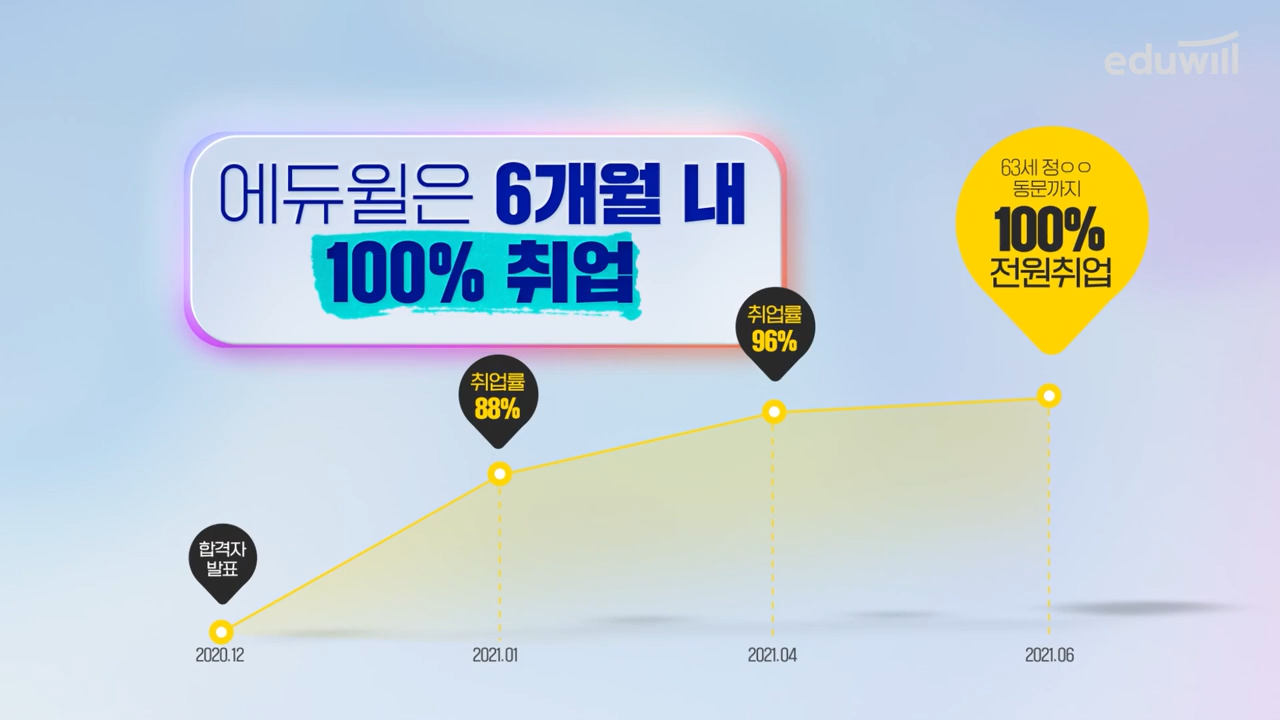 eduwill
에듀윌은 6개월 내
100% 취업
63세 정ㅇㅇ
동문까지
100%
전원취업
취업률
96%
취업률
88%
합격자
발표
2020.12
2021.01
2021.04
2021.06